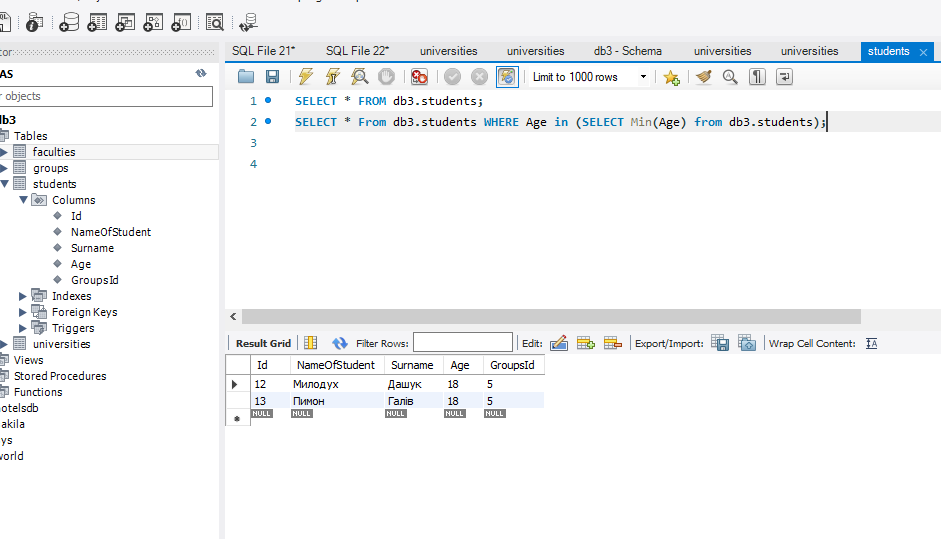 SQL File 21* SQL File 22* universities universities db3 - Schema universities universities students
Limit to 1000 rows
AS
r objects
db3
Tables
faculties
groups
students
Columns
Id
NameOfStudent
Surname
Age
GroupsId
Indexes
Foreign Keys
Triggers
universities
Views
Stored Procedures
Functions
otelsdb
akila
ys
world
1 SELECT * FROM db3.students;
2 SELECT * From db3.students WHERE Age in (SELECT Min(Age) from db3.students);
3
4
Result Grid Filter Rows: Edit: Export/Import: Wrap Cell Content:
Id NameOfStudent Surname Age GroupsId
12 Милодух Дашук 18 5
13 Пимон Галів 18 5
NULL NULL NULL NULL NULL